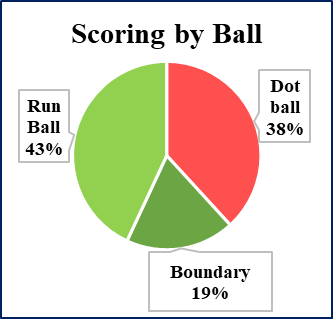 Scoring by Ball
Run
Ball
43%
Dot
ball
38%
Boundary
19%